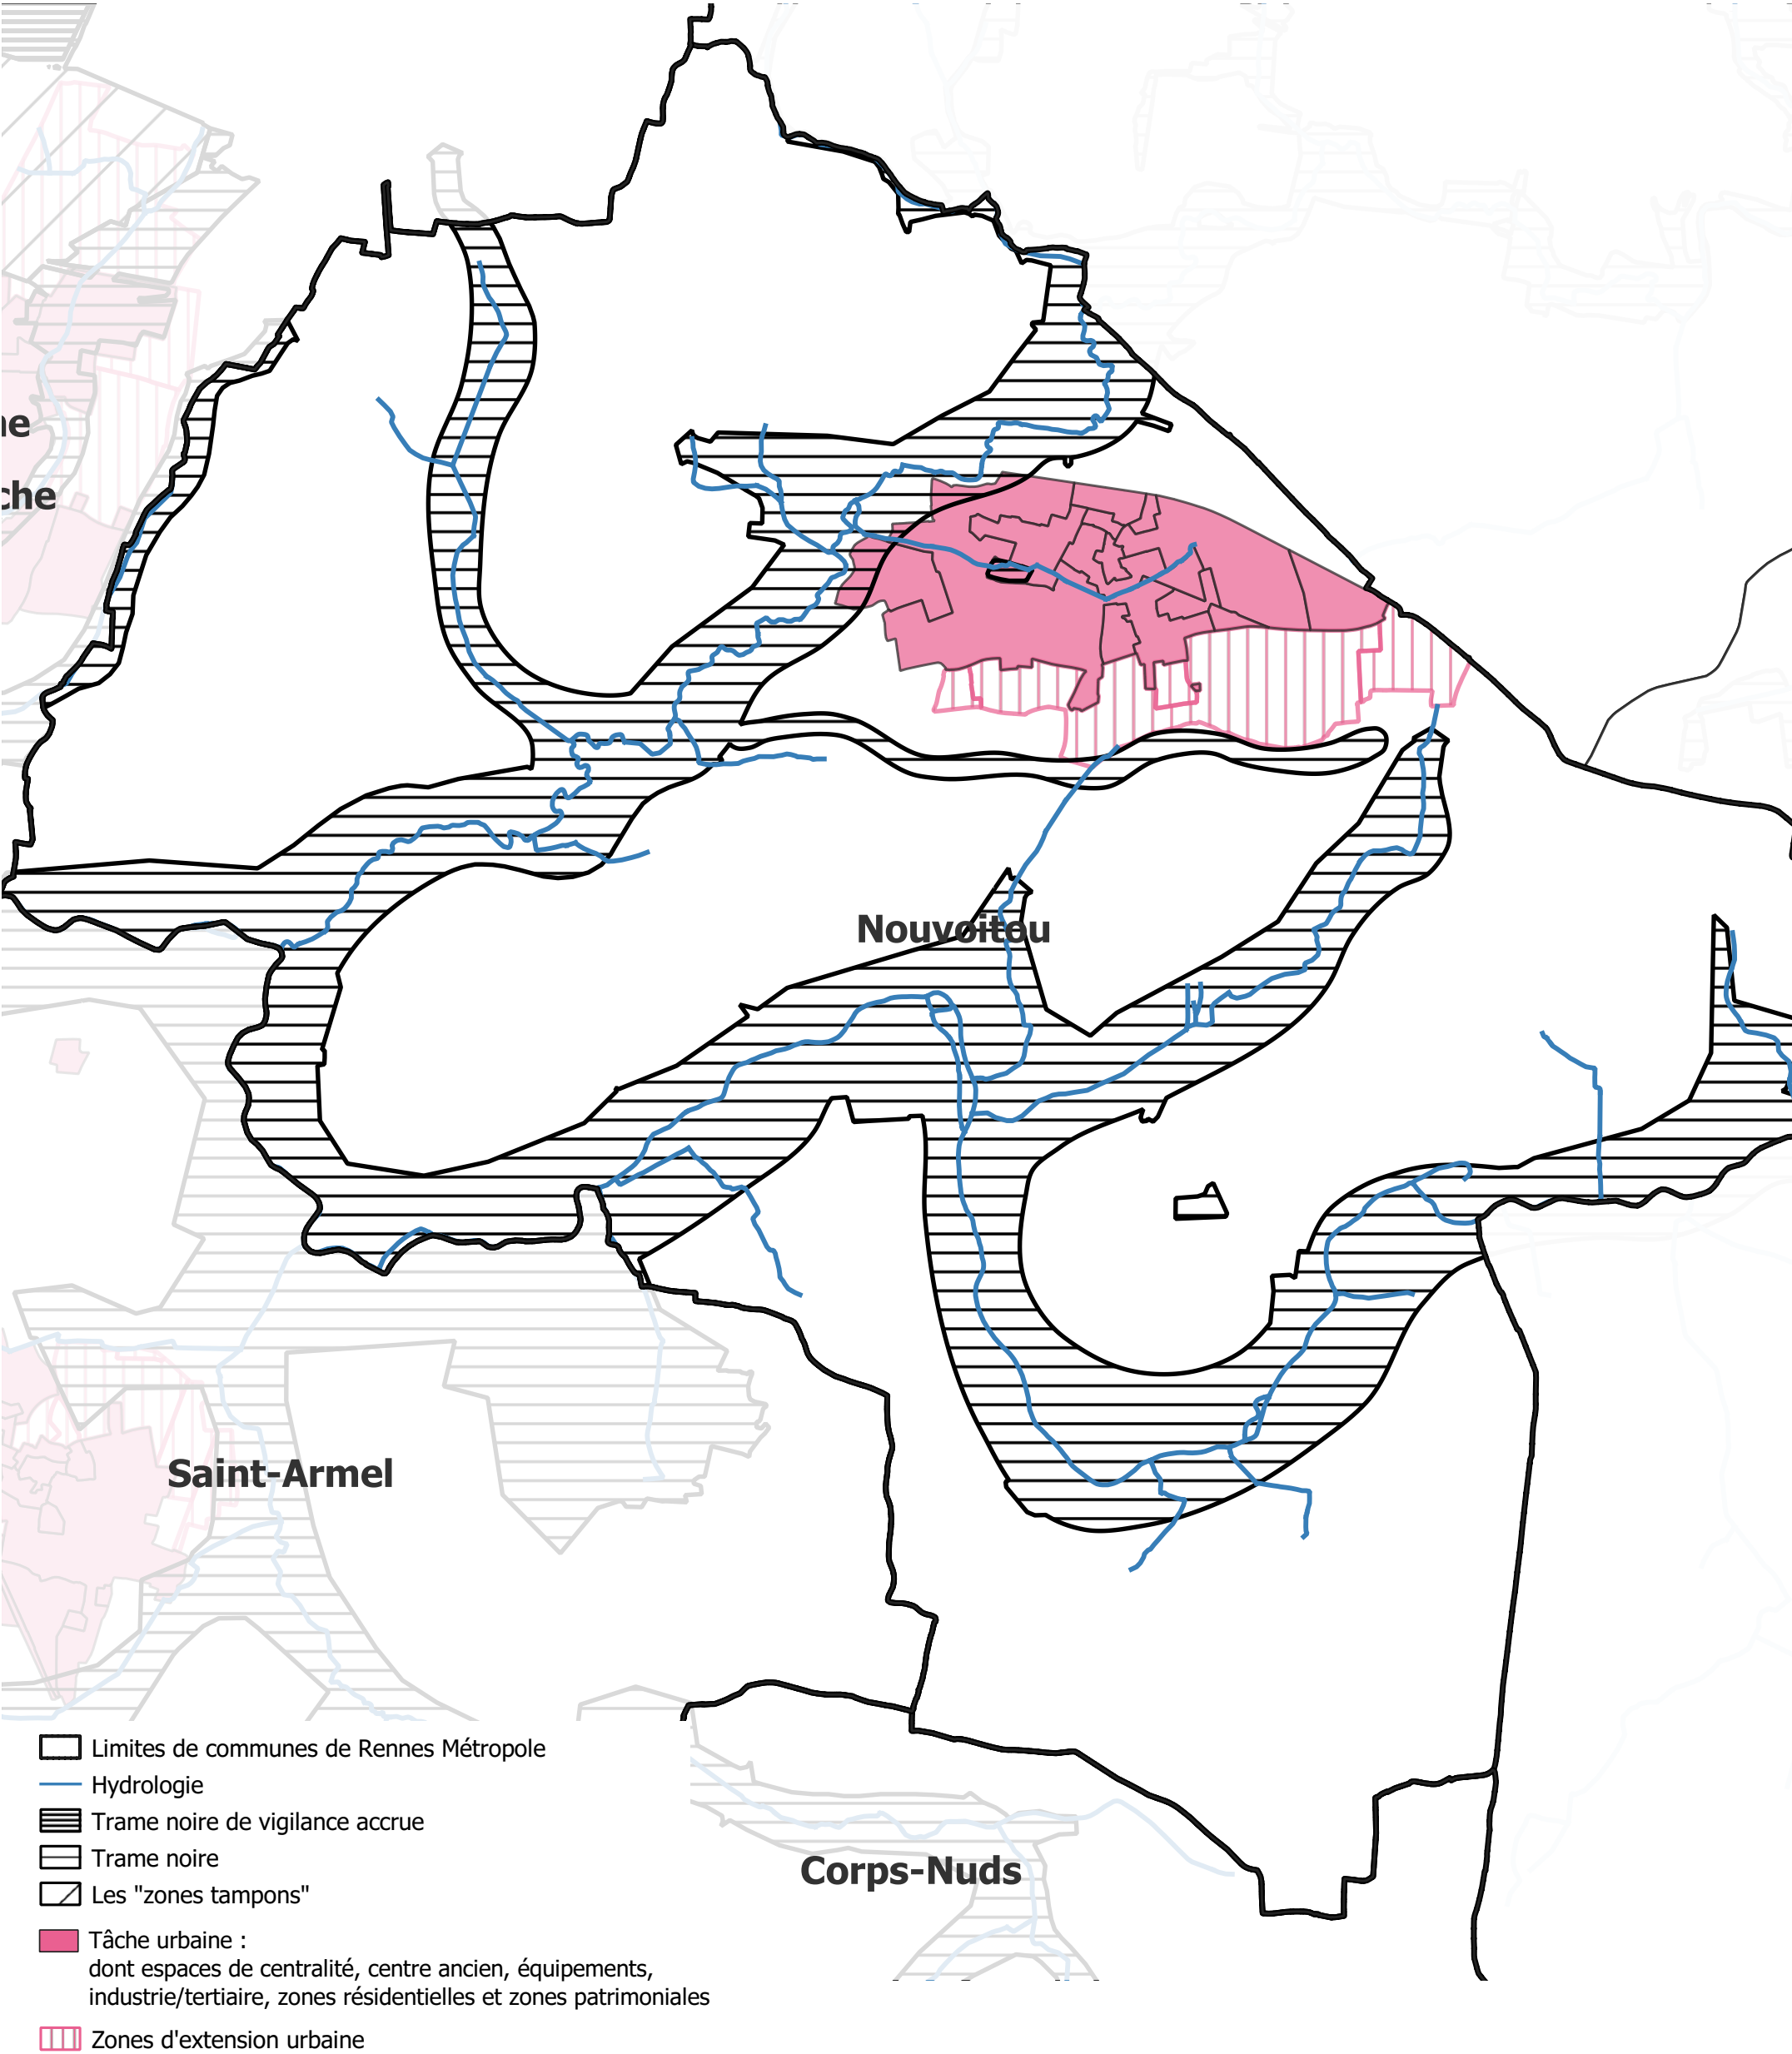 Nouvoitou
Saint-Armel
Corps-Nuds
Limites de communes de Rennes Métropole
Hydrologie
Trame noire de vigilance accrue
Trame noire
Les "zones tampons"
Tâche urbaine :
dont espaces de centralité, centre ancien, équipements,
industrie/tertiaire, zones résidentielles et zones patrimoniales
Zones d'extension urbaine